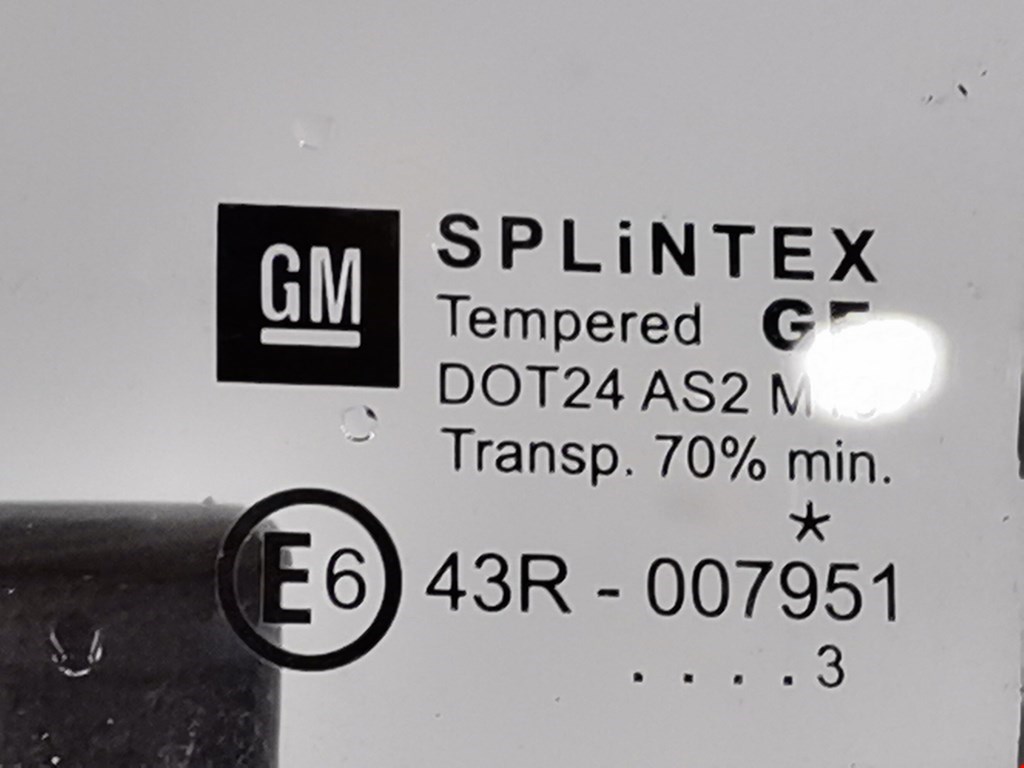 GM
SPLiNTEX
Tempered
DOT24 AS2
Transp. 70% min.
*
E6 43R - 007951
. . . . 3